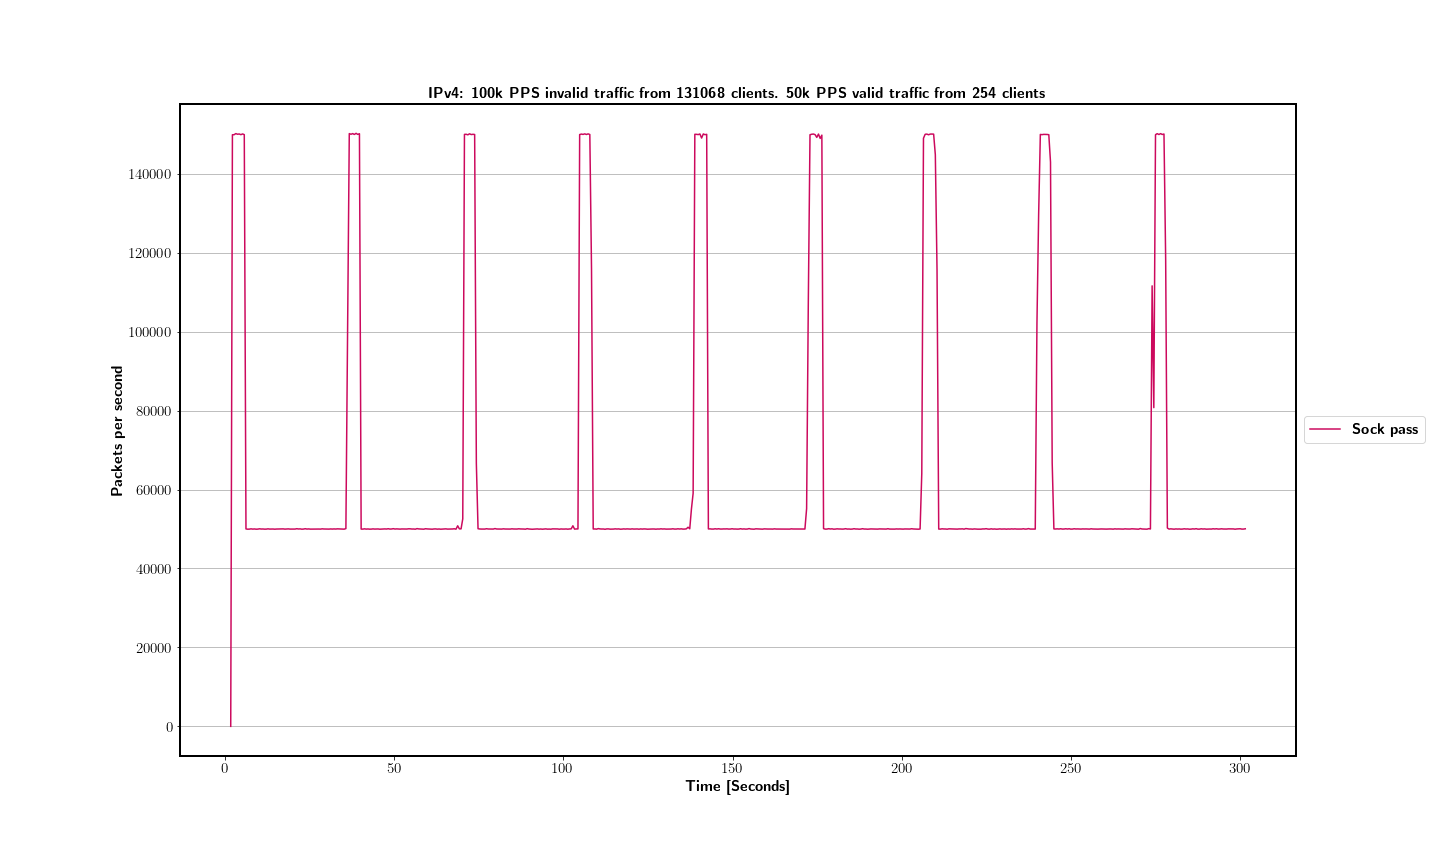 IPv4: 100k PPS invalid traffic from 131068 clients. 50k PPS valid traffic from 254 clients
140000
120000
100000
80000
60000
40000
20000
0
Packets per second
Sock pass
0 50 100 150 200 250 300
Time [Seconds]